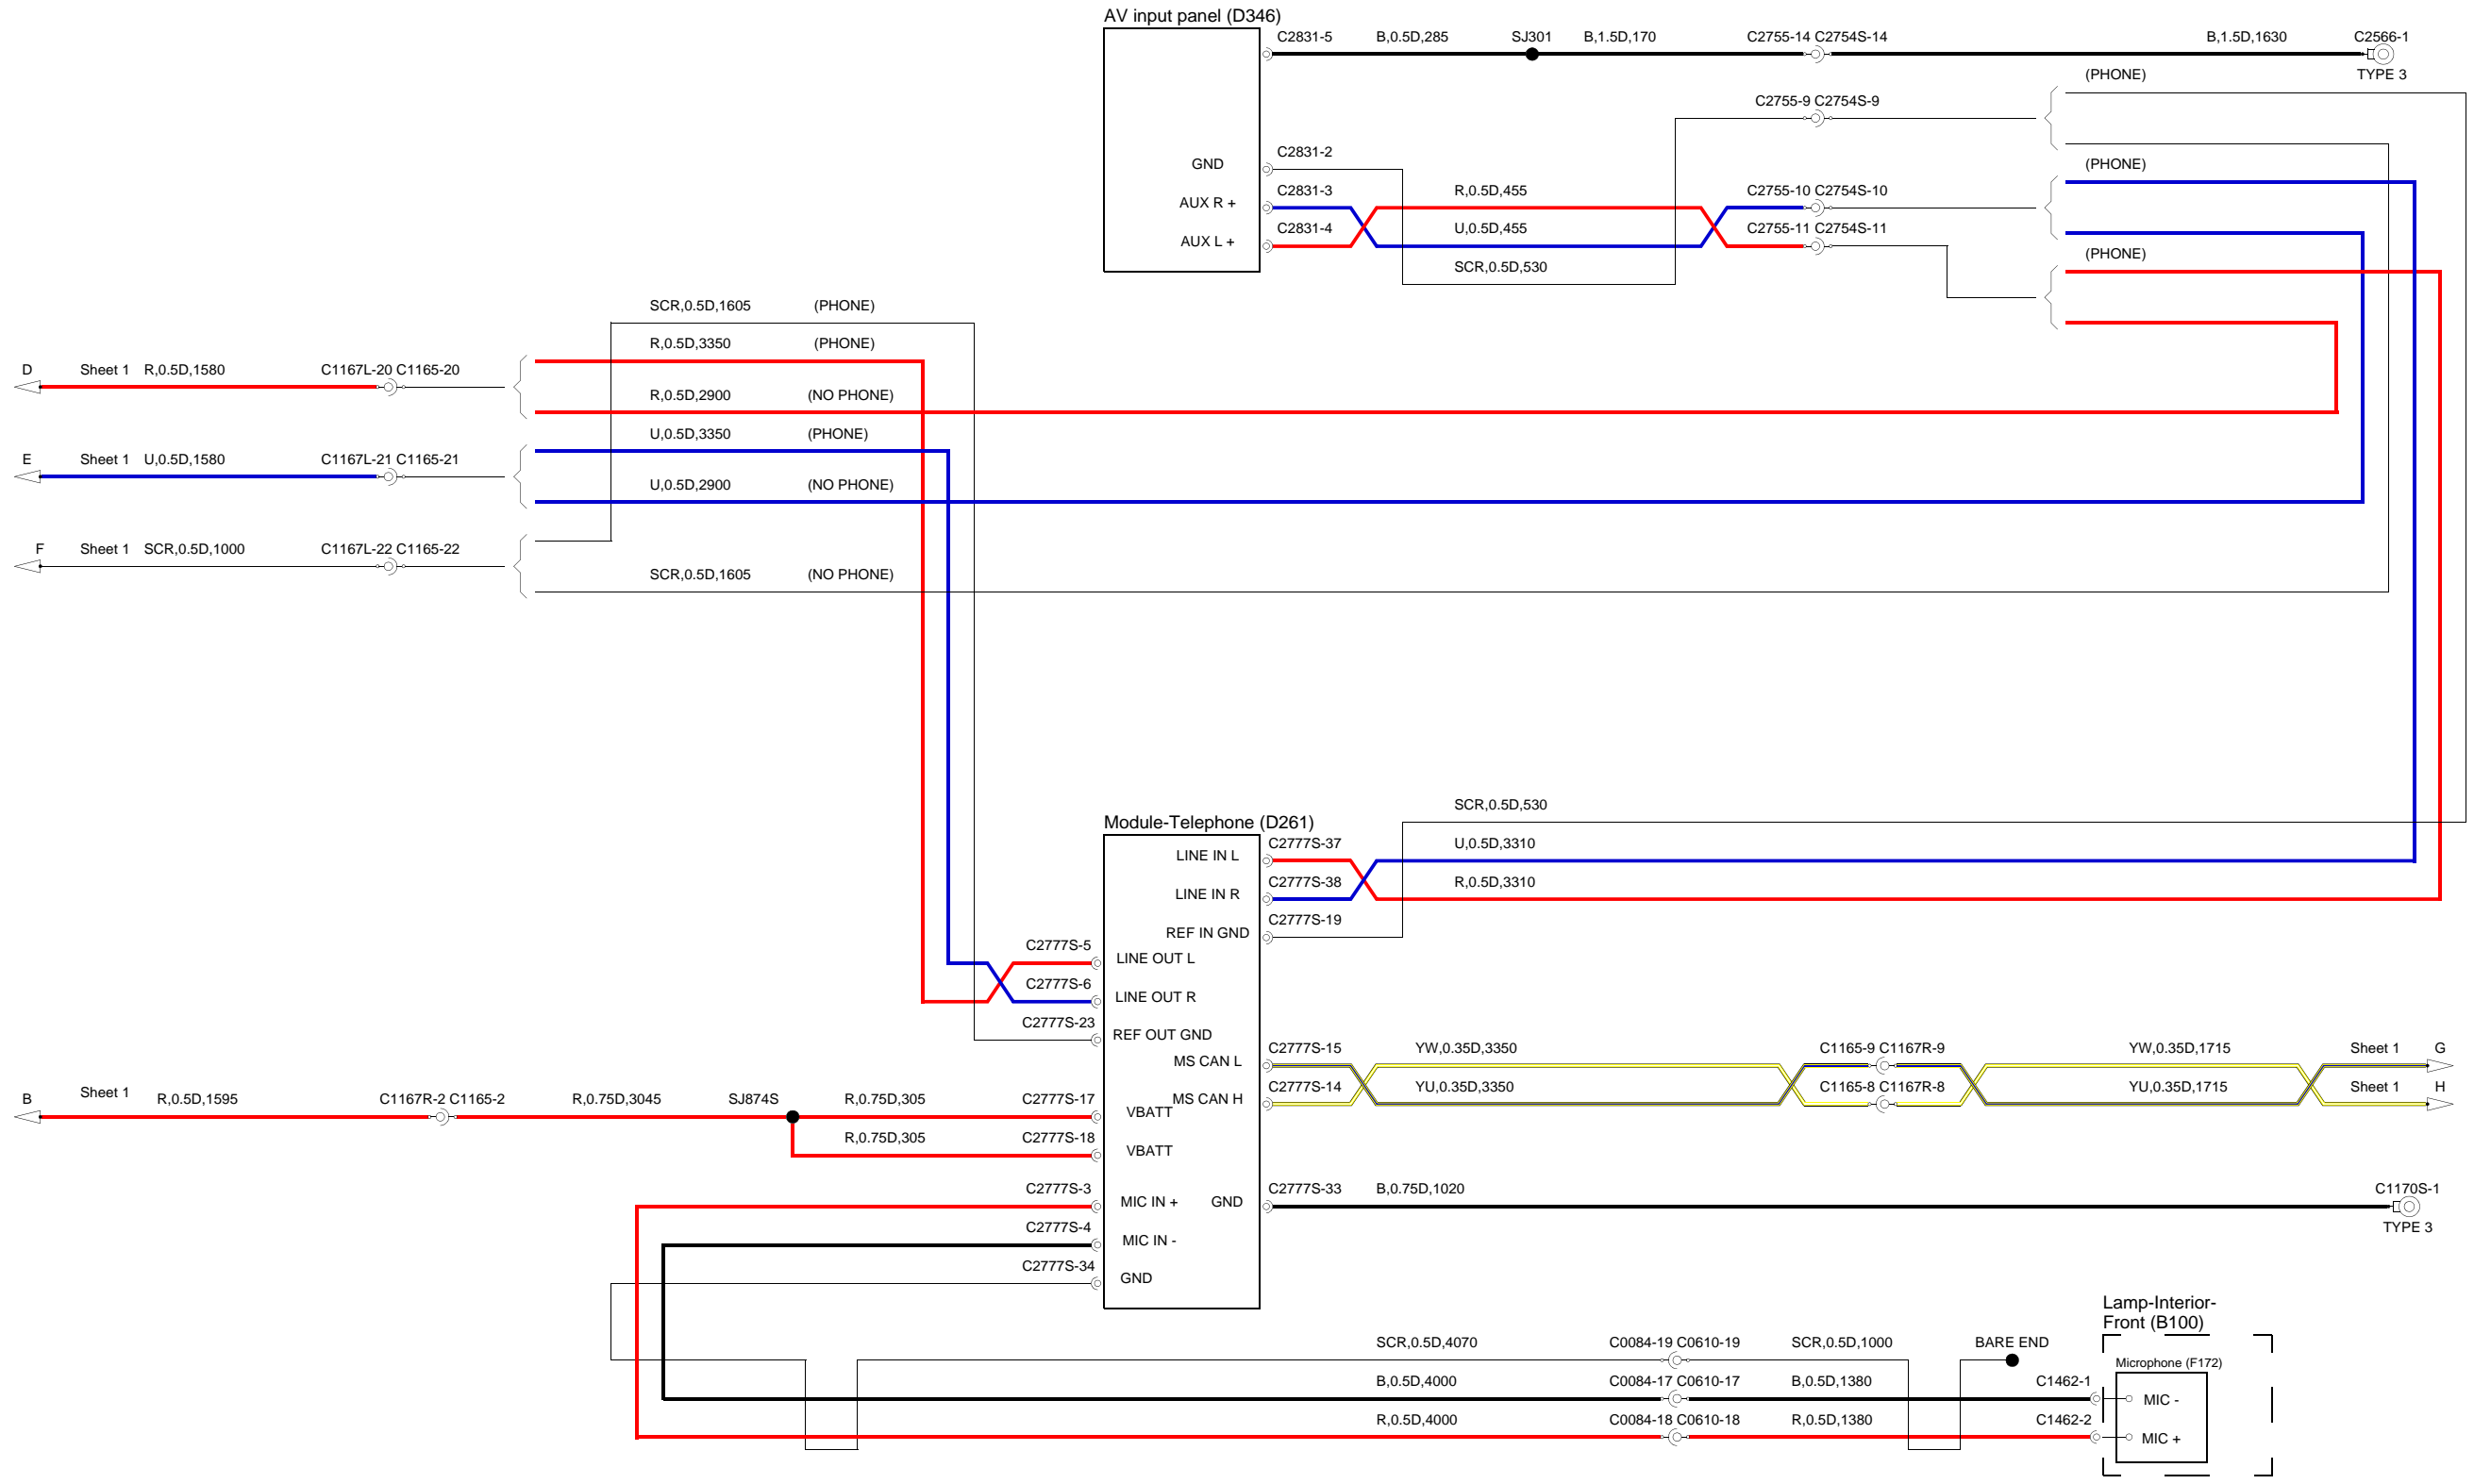 AV input panel (D346)
C2831-5 B,0.5D,285 SJ301 B,1.5D,170 C2755-14 C2754S-14 B,1.5D,1630 C2566-1
TYPE 3
(PHONE)
C2755-9 C2754S-9
C2831-2
GND
(PHONE)
C2831-3 R,0.5D,455 C2755-10 C2754S-10
AUX R +
C2831-4 U,0.5D,455 C2755-11 C2754S-11
AUX L +
(PHONE)
SCR,0.5D,530
SCR,0.5D,1605 (PHONE)
R,0.5D,3350 (PHONE)
D Sheet 1 R,0.5D,1580 C1167L-20 C1165-20
R,0.5D,2900 (NO PHONE)
U,0.5D,3350 (PHONE)
E Sheet 1 U,0.5D,1580 C1167L-21 C1165-21
U,0.5D,2900 (NO PHONE)
F Sheet 1 SCR,0.5D,1000 C1167L-22 C1165-22
SCR,0.5D,1605 (NO PHONE)
SCR,0.5D,530
Module-Telephone (D261)
C2777S-37 U,0.5D,3310
LINE IN L
C2777S-38 R,0.5D,3310
LINE IN R
C2777S-19
REF IN GND
C2777S-5
LINE OUT L
C2777S-6
LINE OUT R
C2777S-23
REF OUT GND
C2777S-15 YW,0.35D,3350 C1165-9 C1167R-9 YW,0.35D,1715 Sheet 1 G
MS CAN L
C2777S-14 YU,0.35D,3350 C1165-8 C1167R-8 YU,0.35D,1715 Sheet 1 H
MS CAN H
B Sheet 1 R,0.5D,1595 C1167R-2 C1165-2 R,0.75D,3045 SJ874S R,0.75D,305 C2777S-17
VBATT
R,0.75D,305 C2777S-18
VBATT
C2777S-3 C2777S-33 B,0.75D,1020 C1170S-1
MIC IN + GND
TYPE 3
C2777S-4
MIC IN -
C2777S-34
GND
Lamp-Interior-
Front (B100)
SCR,0.5D,4070 C0084-19 C0610-19 SCR,0.5D,1000 BARE END
Microphone (F172)
B,0.5D,4000 C0084-17 C0610-17 B,0.5D,1380 C1462-1
MIC -
R,0.5D,4000 C0084-18 C0610-18 R,0.5D,1380 C1462-2
MIC +